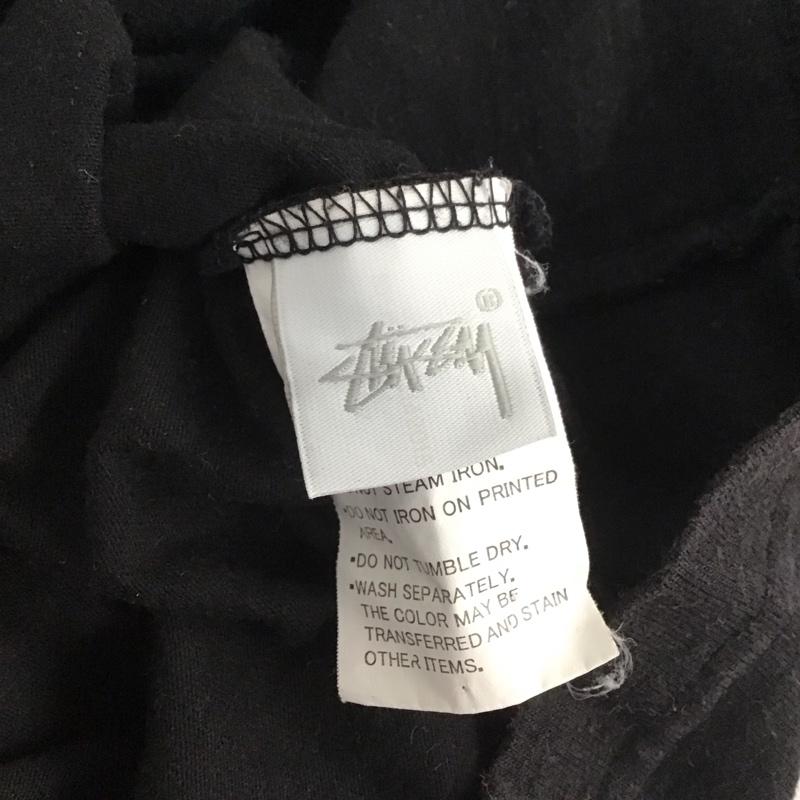 STÜSSY ®
NOT STEAM IRON.
•DO NOT IRON ON PRINTED
AREA.
•DO NOT TUMBLE DRY.
•WASH SEPARATELY.
THE COLOR MAY BE
TRANSFERRED AND STAIN
OTHER ITEMS.